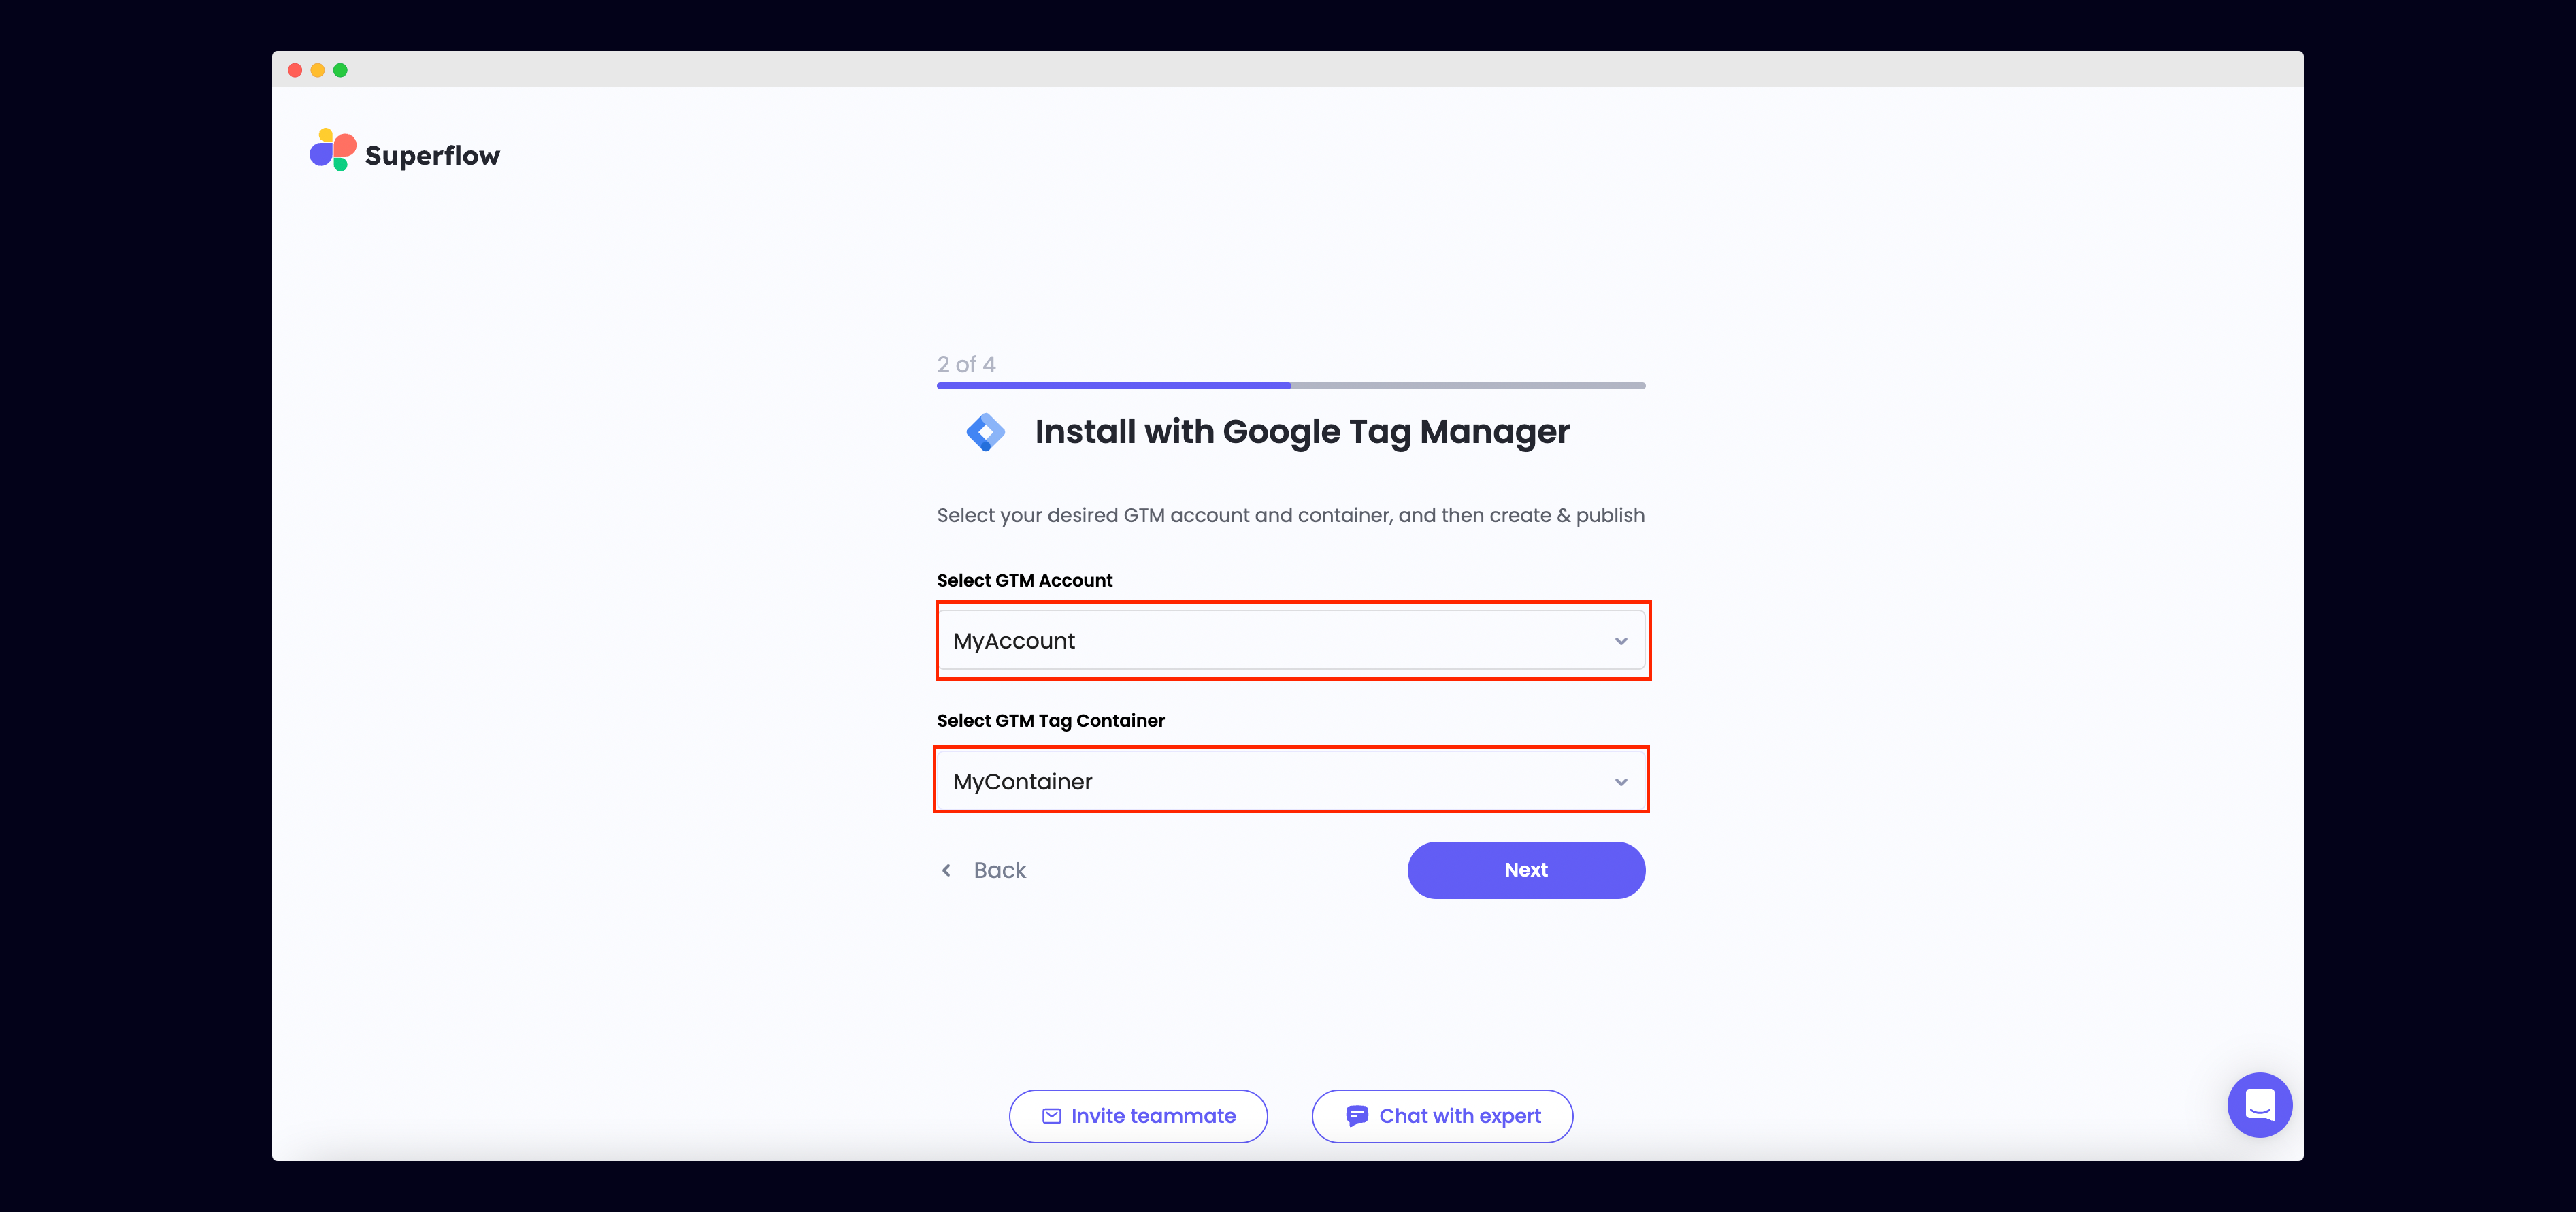 Superflow
2 of 4
Install with Google Tag Manager
Select your desired GTM account and container, and then create & publish
Select GTM Account
MyAccount
Select GTM Tag Container
MyContainer
Back
Next
Invite teammate
Chat with expert